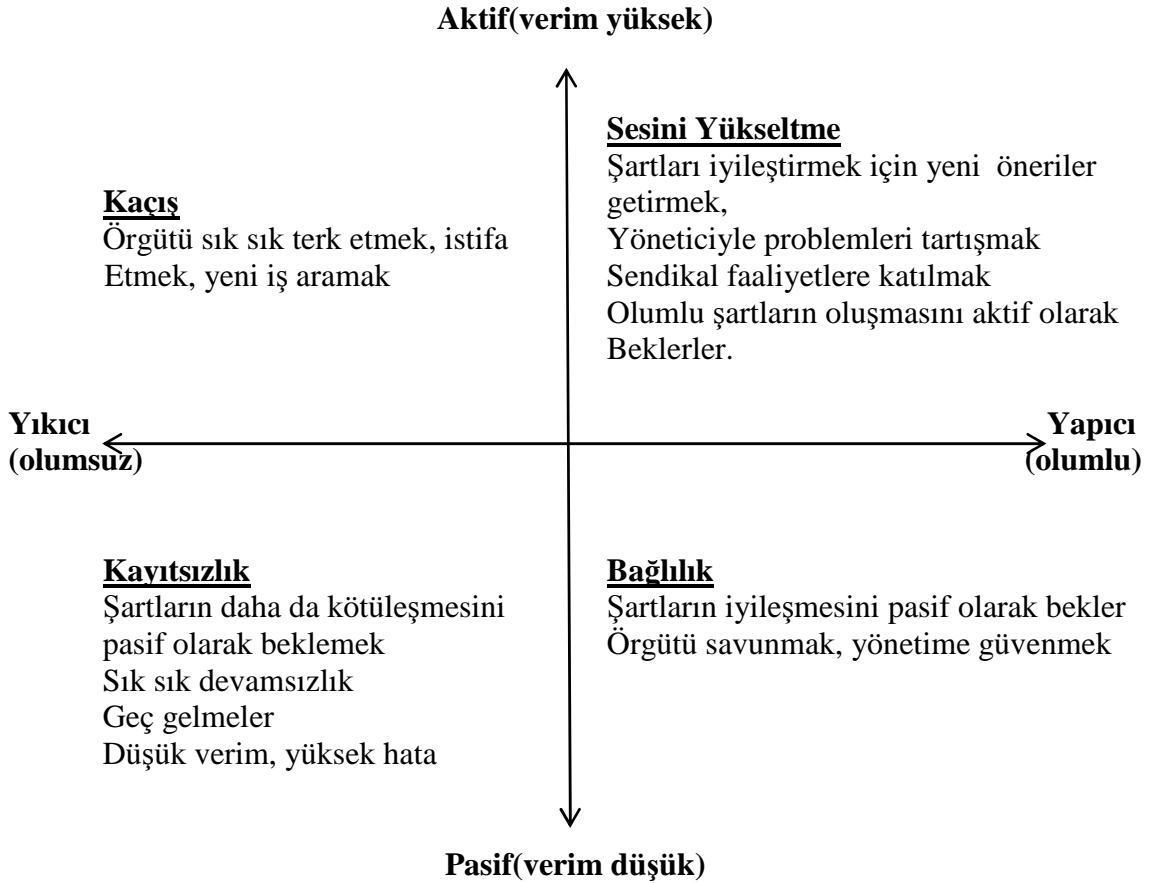 Aktif(verim yüksek)
Kaçış
Örgütü sık sık terk etmek, istifa
Etmek, yeni iş aramak
Sesini Yükseltme
Şartları iyileştirmek için yeni öneriler
getirmek,
Yöneticiyle problemleri tartışmak
Sendikal faaliyetlere katılmak
Olumlu şartların oluşmasını aktif olarak
Beklerler.
Yıkıcı
(olumsuz)
Yapıcı
(olumlu)
Kayıtsızlık
Şartların daha da kötüleşmesini
pasif olarak beklemek
Sık sık devamsızlık
Geç gelmeler
Düşük verim, yüksek hata
Bağlılık
Şartların iyileşmesini pasif olarak bekler
Örgütü savunmak, yönetime güvenmek
Pasif(verim düşük)